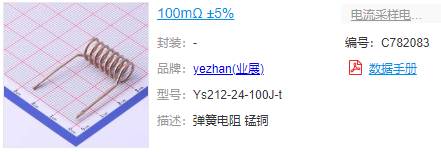 100mΩ ±5%
电流采样电...
封装: -
编号: C782083
品牌: yezhan(业展)
数据手册
型号: Ys212-24-100J-t
描述: 弹簧电阻 锰铜